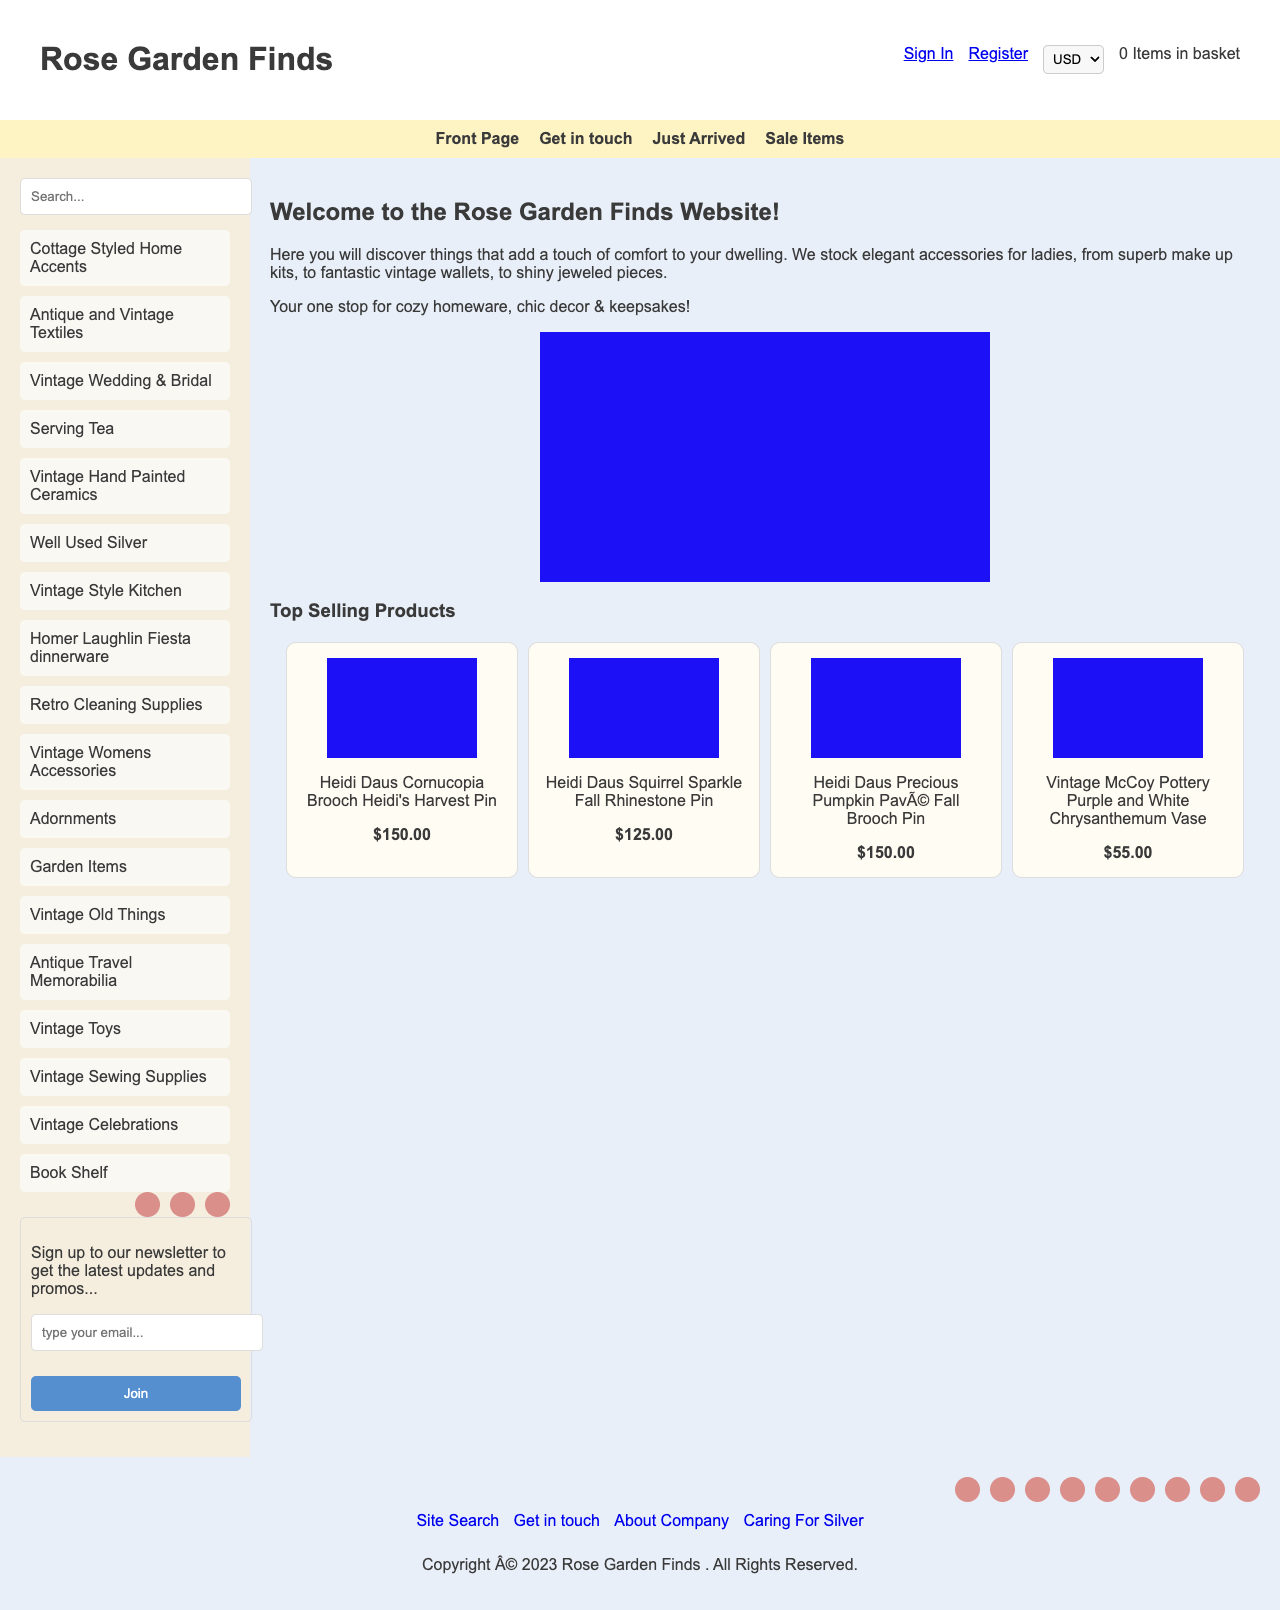 Rose Garden Finds
Sign In Register USD 0 Items in basket
Front Page Get in touch Just Arrived Sale Items
Search...
Cottage Styled Home
Accents
Antique and Vintage
Textiles
Vintage Wedding & Bridal
Serving Tea
Vintage Hand Painted
Ceramics
Well Used Silver
Vintage Style Kitchen
Homer Laughlin Fiesta
dinnerware
Retro Cleaning Supplies
Vintage Womens
Accessories
Adornments
Garden Items
Vintage Old Things
Antique Travel
Memorabilia
Vintage Toys
Vintage Sewing Supplies
Vintage Celebrations
Book Shelf
Sign up to our newsletter to
get the latest updates and
promos...
type your email...
Join
Welcome to the Rose Garden Finds Website!
Here you will discover things that add a touch of comfort to your dwelling. We stock elegant accessories for ladies, from superb make up
kits, to fantastic vintage wallets, to shiny jeweled pieces.
Your one stop for cozy homeware, chic decor & keepsakes!
Top Selling Products
Heidi Daus Cornucopia
Brooch Heidi's Harvest Pin
$150.00
Heidi Daus Squirrel Sparkle
Fall Rhinestone Pin
$125.00
Heidi Daus Precious
Pumpkin PavÃ© Fall
Brooch Pin
$150.00
Vintage McCoy Pottery
Purple and White
Chrysanthemum Vase
$55.00
Site Search Get in touch About Company Caring For Silver
Copyright Â© 2023 Rose Garden Finds . All Rights Reserved.